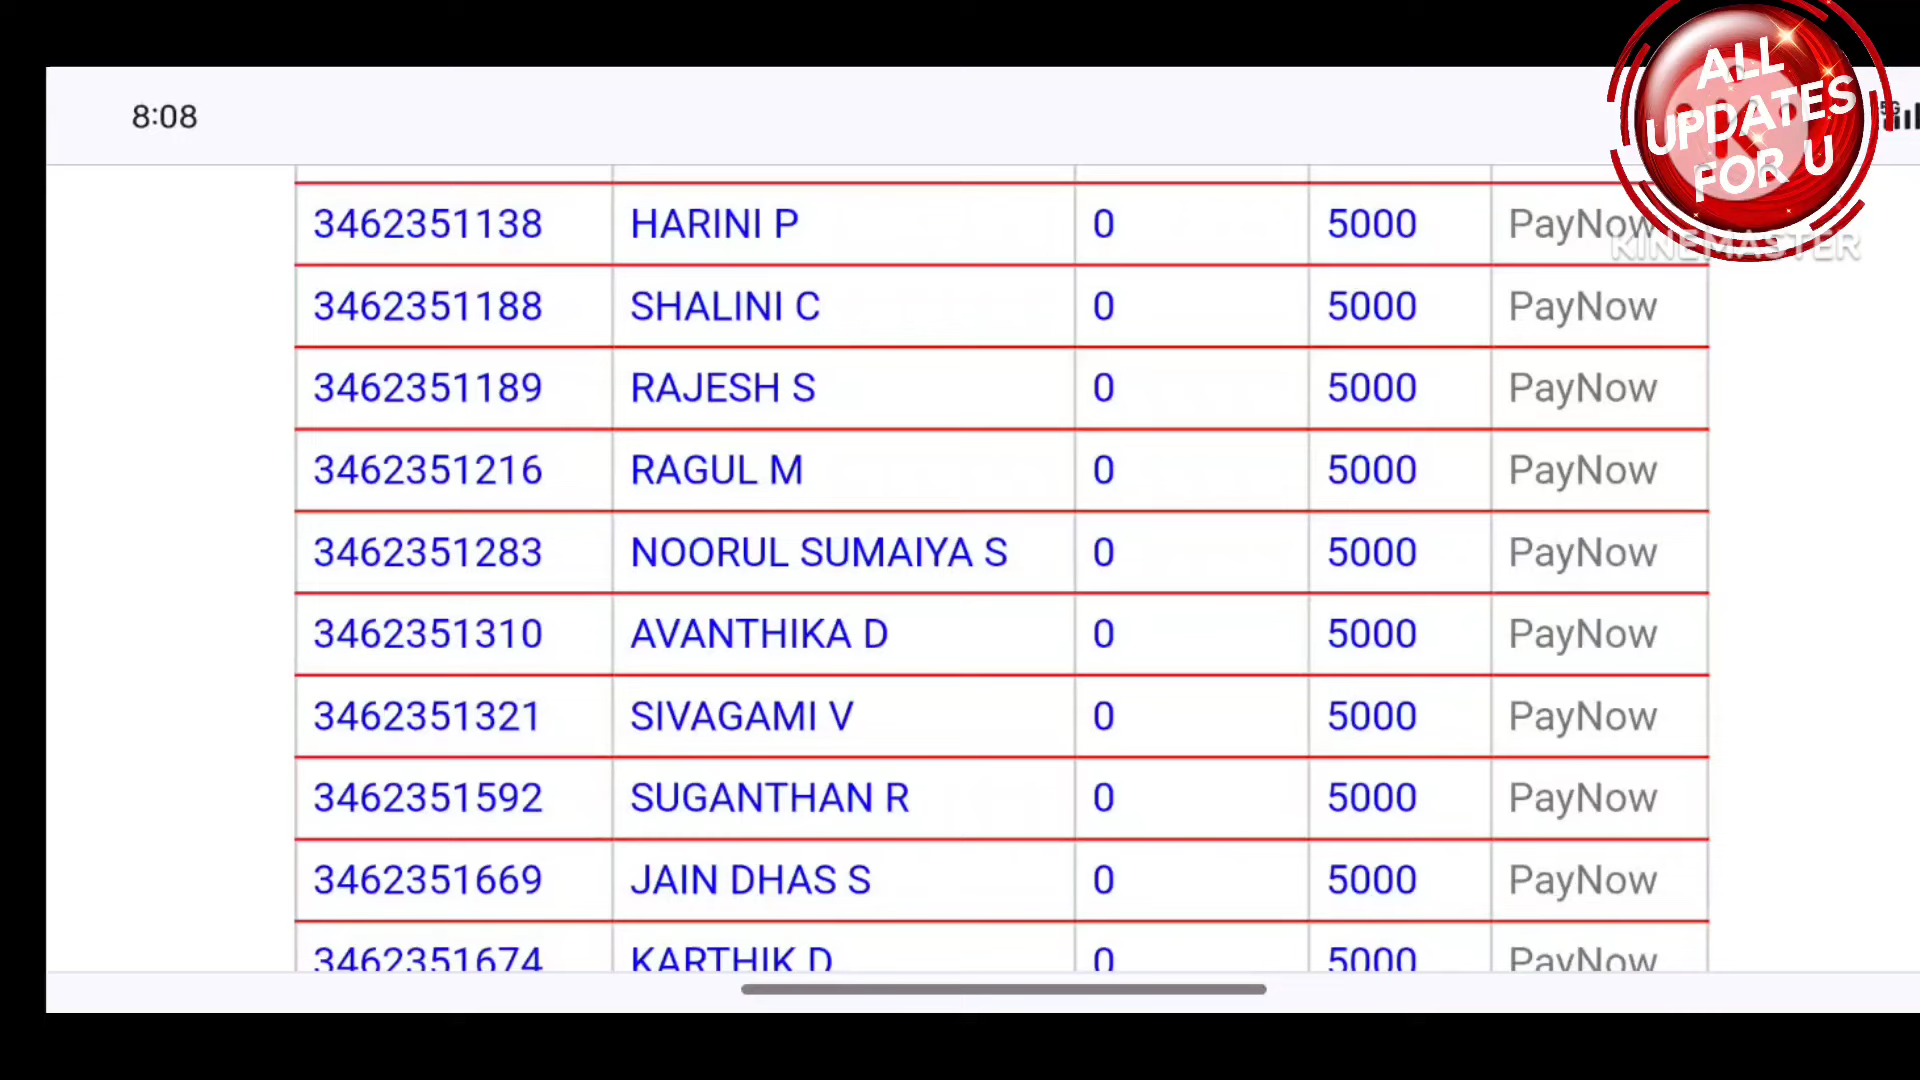 8:08
ALL
UPDATES
FOR U
KINEMASTER
3462351138 HARINI P 0 5000 PayNow
3462351188 SHALINI C 0 5000 PayNow
3462351189 RAJESH S 0 5000 PayNow
3462351216 RAGUL M 0 5000 PayNow
3462351283 NOORUL SUMAIYA S 0 5000 PayNow
3462351310 AVANTHIKA D 0 5000 PayNow
3462351321 SIVAGAMI V 0 5000 PayNow
3462351592 SUGANTHAN R 0 5000 PayNow
3462351669 JAIN DHAS S 0 5000 PayNow
3462351674 KARTHIK D 0 5000 PayNow